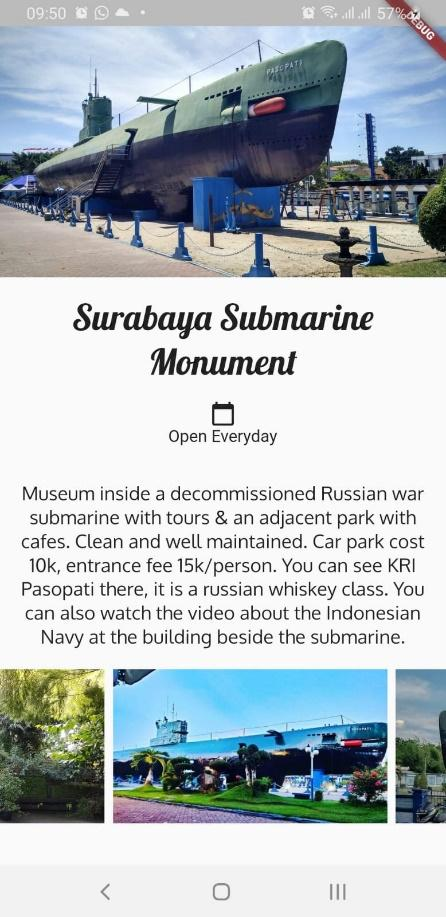 09:50
57%
DEBUG
PASOPATI
Surabaya Submarine
Monument
Open Everyday
Museum inside a decommissioned Russian war
submarine with tours & an adjacent park with
cafes. Clean and well maintained. Car park cost
10k, entrance fee 15k/person. You can see KRI
Pasopati there, it is a russian whiskey class. You
can also watch the video about the Indonesian
Navy at the building beside the submarine.